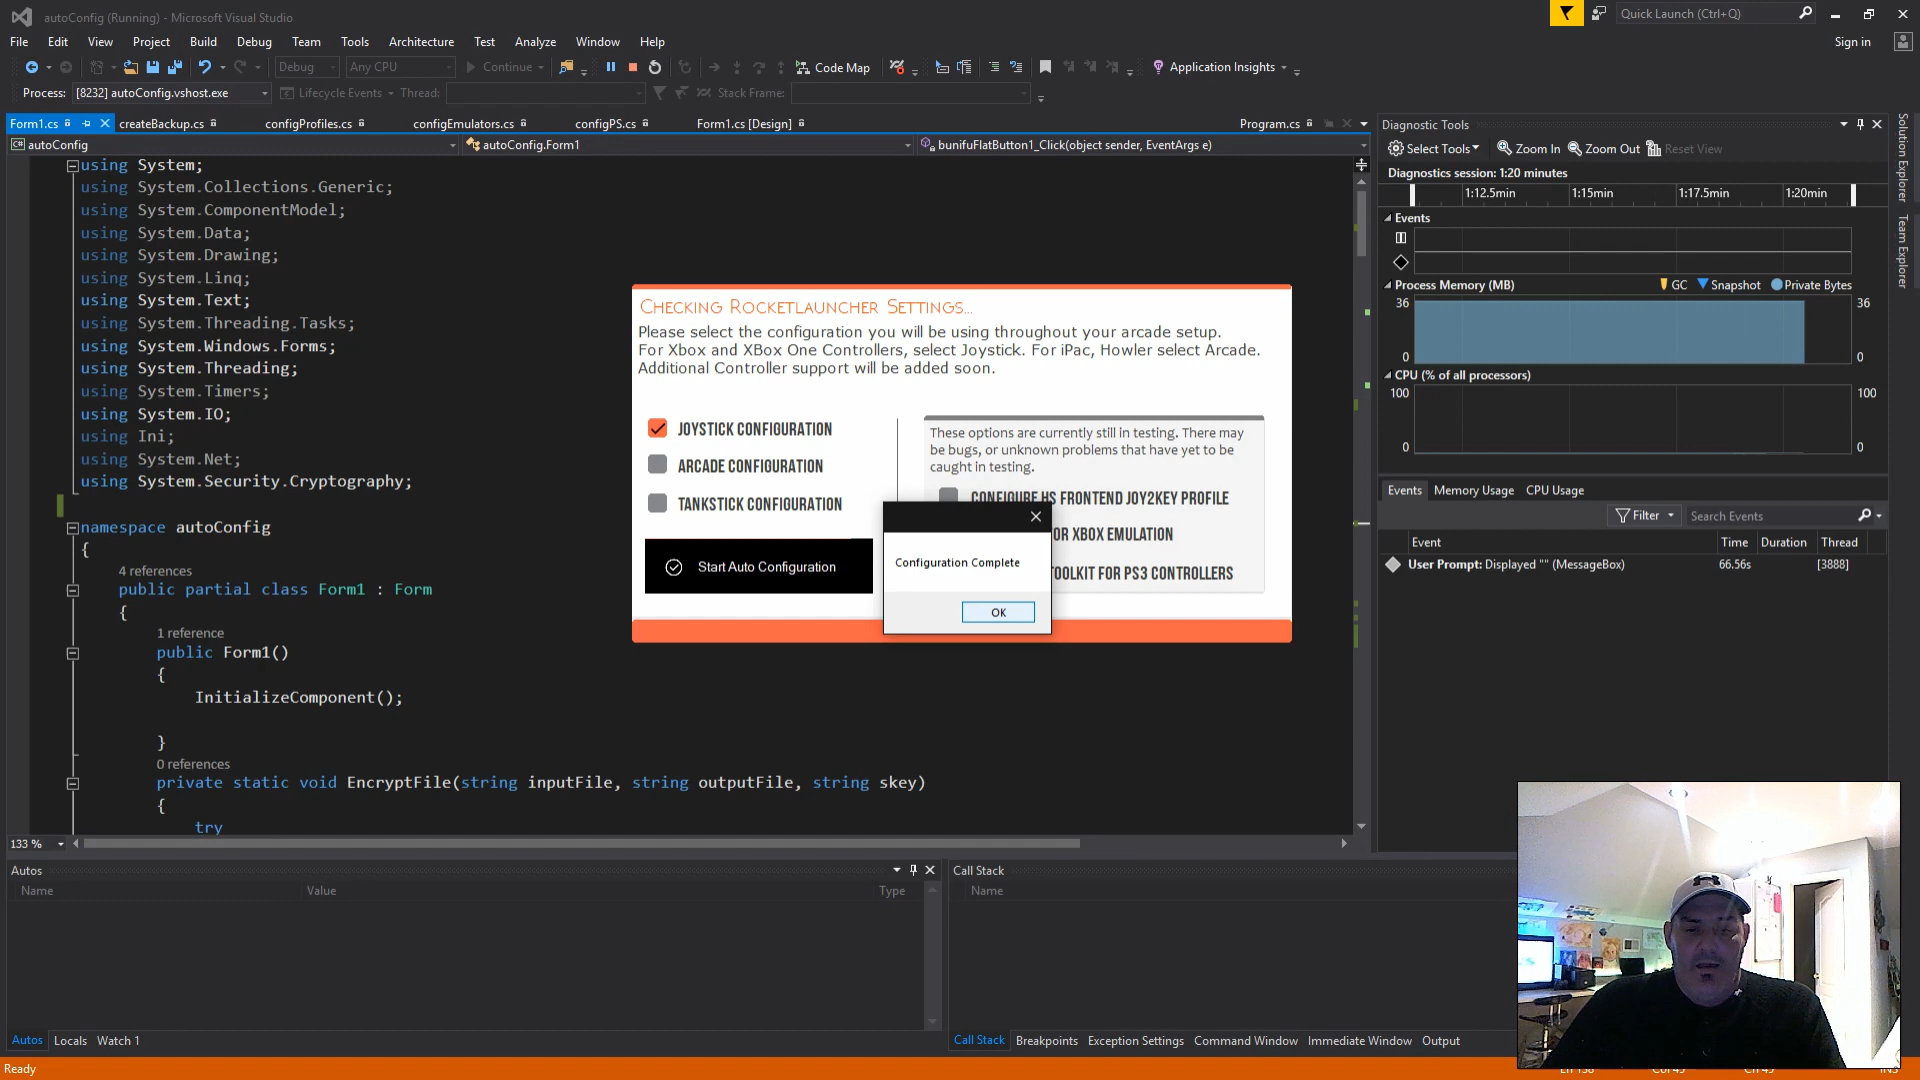 autoConfig (Running) - Microsoft Visual Studio
Quick Launch (Ctrl+Q)
File Edit View Project Build Debug Team Tools Architecture Test Analyze Window Help
Sign in
Debug Any CPU Continue Code Map Application Insights
Process: [8232] autoConfig.vshost.exe Lifecycle Events Thread: Stack Frame:
Form1.cs createBackup.cs configProfiles.cs configEmulators.cs configPS.cs Form1.cs [Design] Program.cs
autoConfig autoConfig.Form1 bunifuFlatButton1_Click(object sender, EventArgs e)
using System;
using System.Collections.Generic;
using System.ComponentModel;
using System.Data;
using System.Drawing;
using System.Linq;
using System.Text;
using System.Threading.Tasks;
using System.Windows.Forms;
using System.Threading;
using System.Timers;
using System.IO;
using Ini;
using System.Net;
using System.Security.Cryptography;
namespace autoConfig
{
4 references
public partial class Form1 : Form
{
1 reference
public Form1()
{
InitializeComponent();
}
0 references
private static void EncryptFile(string inputFile, string outputFile, string skey)
{
try
133 %
Checking Rocketlauncher Settings...
Please select the configuration you will be using throughout your arcade setup.
For Xbox and XBox One Controllers, select Joystick. For iPac, Howler select Arcade.
Additional Controller support will be added soon.
JOYSTICK CONFIGURATION
ARCADE CONFIGURATION
TANKSTICK CONFIGURATION
Start Auto Configuration
These options are currently still in testing. There may
be bugs, or unknown problems that have yet to be
caught in testing.
CONFIGURE HS FRONTEND JOY2KEY PROFILE
OR XBOX EMULATION
TOOLKIT FOR PS3 CONTROLLERS
Configuration Complete
OK
Diagnostic Tools
Select Tools Zoom In Zoom Out Reset View
Diagnostics session: 1:20 minutes
1:12.5min 1:15min 1:17.5min 1:20min
Events
Process Memory (MB) GC Snapshot Private Bytes
36 36
0 0
CPU (% of all processors)
100 100
0 0
Events Memory Usage CPU Usage
Filter Search Events
Event Time Duration Thread
User Prompt: Displayed "" (MessageBox) 66.56s [3888]
Solution Explorer
Team Explorer
Autos
Name Value Type
Autos Locals Watch 1
Call Stack
Name
Call Stack Breakpoints Exception Settings Command Window Immediate Window Output
Ready